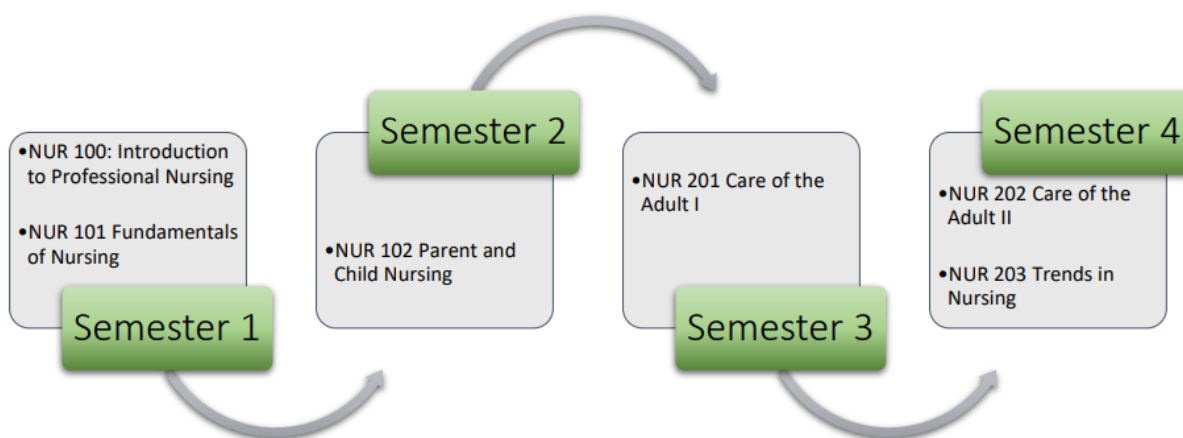 •NUR 100: Introduction
to Professional Nursing
•NUR 101 Fundamentals
of Nursing
Semester 1
Semester 2
•NUR 102 Parent and
Child Nursing
•NUR 201 Care of the
Adult I
Semester 3
Semester 4
•NUR 202 Care of the
Adult II
•NUR 203 Trends in
Nursing